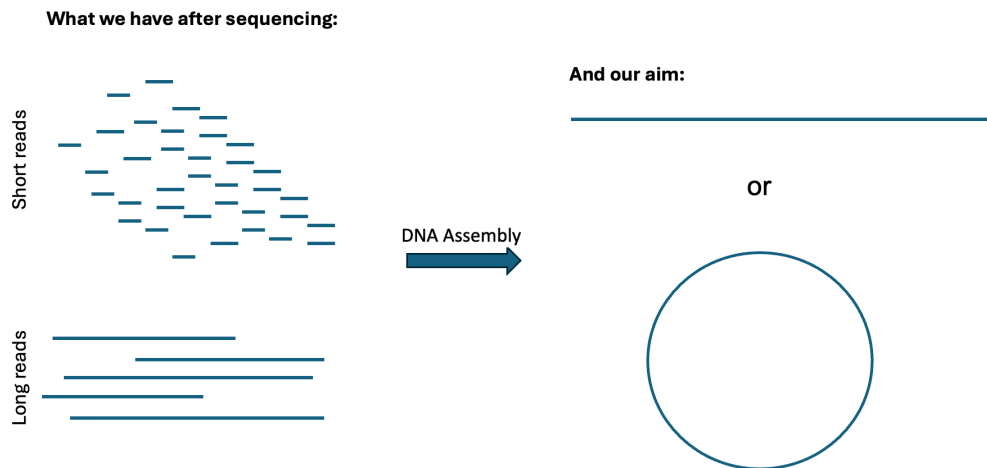 What we have after sequencing:
And our aim:
Short reads
or
DNA Assembly
Long reads